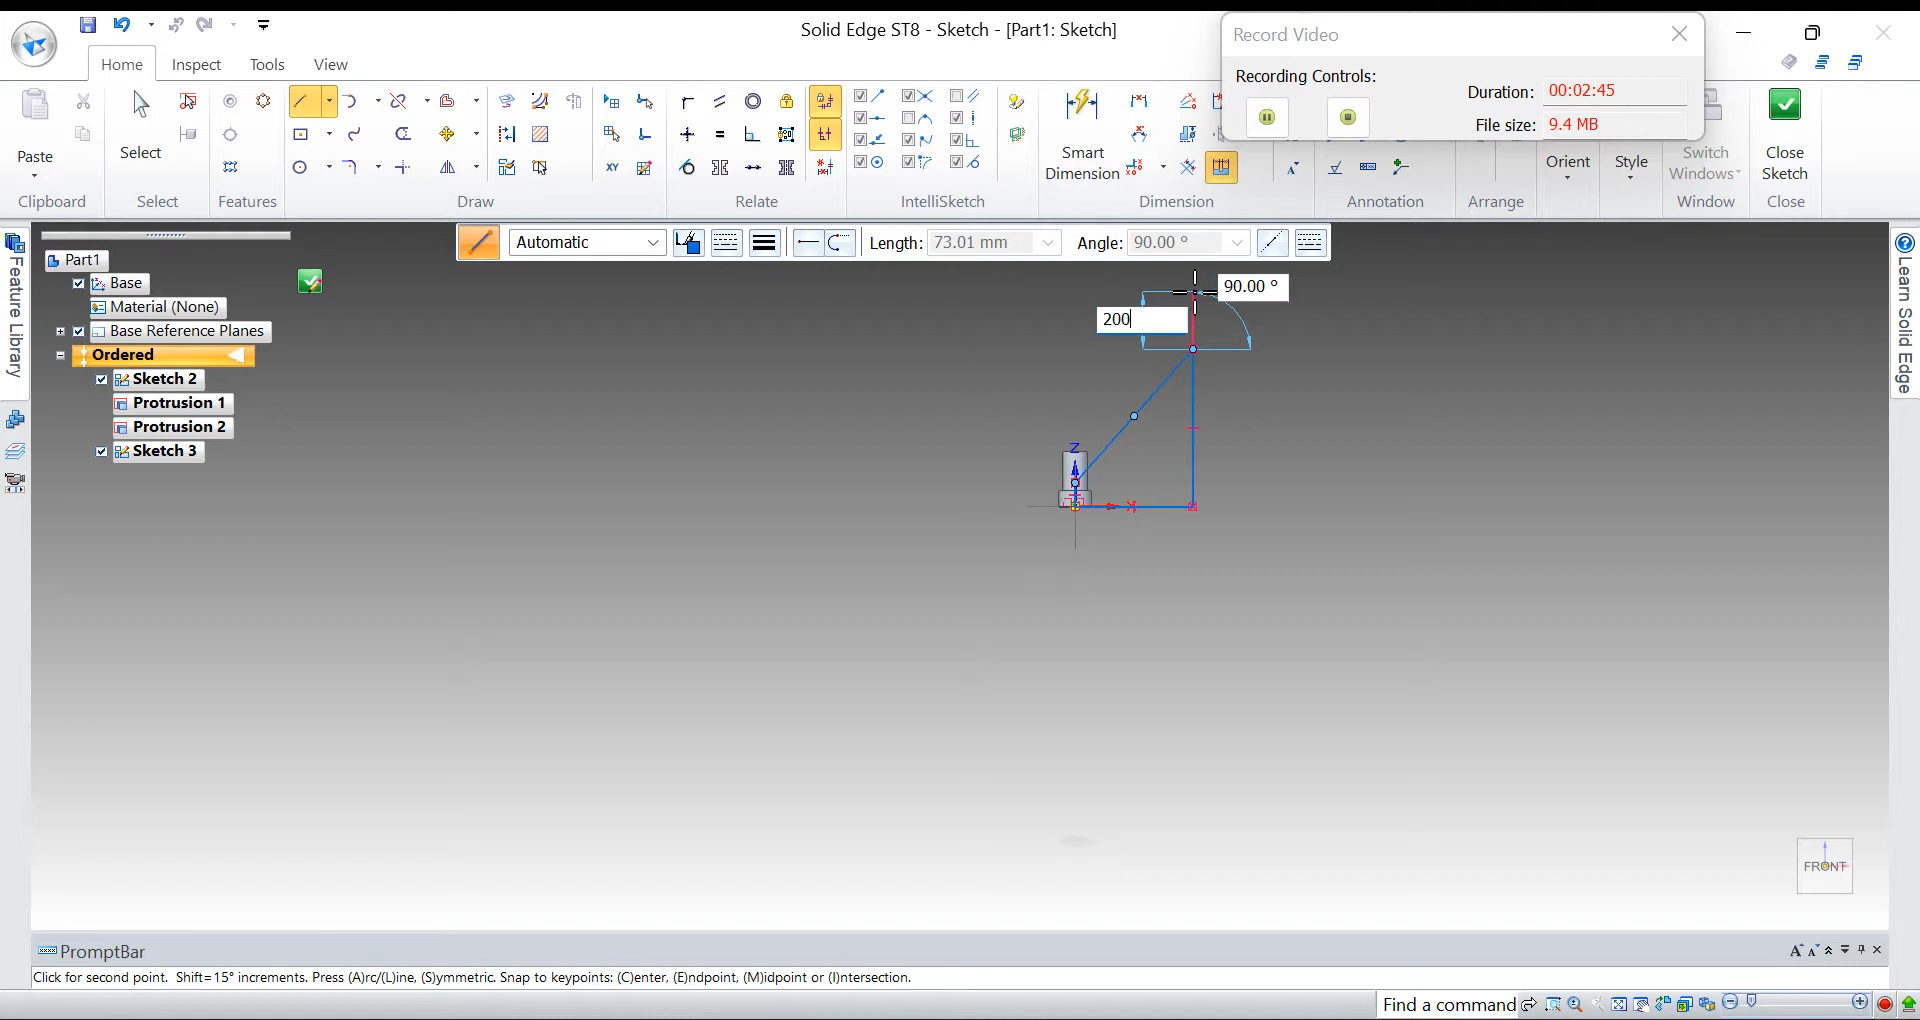 Solid Edge ST8 - Sketch - [Part1: Sketch]
Record Video
Recording Controls:
Duration: 00:02:45
File size: 9.4 MB
Home
Inspect
Tools
View
Paste
Select
Smart
Dimension
Orient
Style
Switch
Windows
Close
Sketch
Clipboard
Select
Features
Draw
Relate
IntelliSketch
Dimension
Annotation
Arrange
Window
Close
XY
Automatic
Length: 73.01 mm
Angle: 90.00 °
Feature Library
Learn Solid Edge
Part1
Base
Material (None)
Base Reference Planes
Ordered
Sketch 2
Protrusion 1
Protrusion 2
Sketch 3
90.00 °
200
Z
X
FRONT
PromptBar
Click for second point. Shift=15° increments. Press (A)rc/(L)ine, (S)ymmetric. Snap to keypoints: (C)enter, (E)ndpoint, (M)idpoint or (I)ntersection.
Find a command